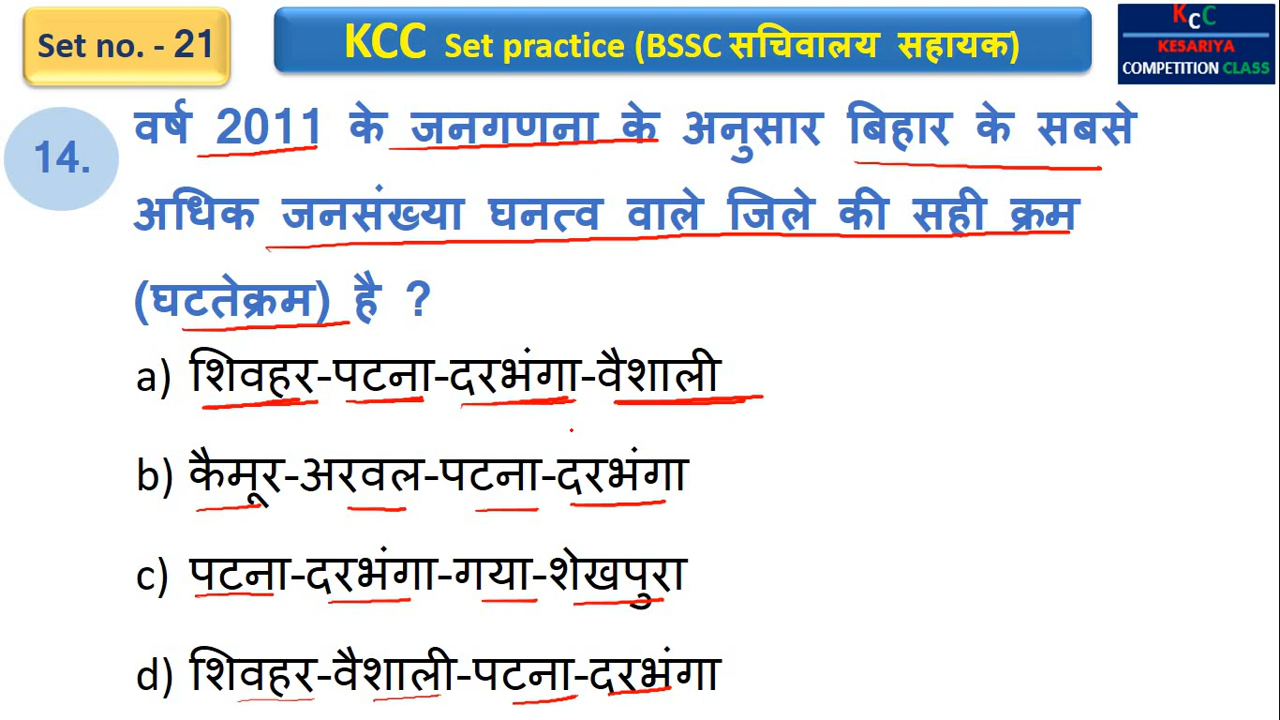 Set no. - 21
KCC Set practice (BSSC सचिवालय सहायक)
KCC
KESARIYA
COMPETITION CLASS
14. वर्ष 2011 के जनगणना के अनुसार बिहार के सबसे
अधिक जनसंख्या घनत्व वाले जिले की सही क्रम
(घटतेक्रम) है ?
a) शिवहर-पटना-दरभंगा-वैशाली
b) कैमूर-अरवल-पटना-दरभंगा
c) पटना-दरभंगा-गया-शेखपुरा
d) शिवहर-वैशाली-पटना-दरभंगा